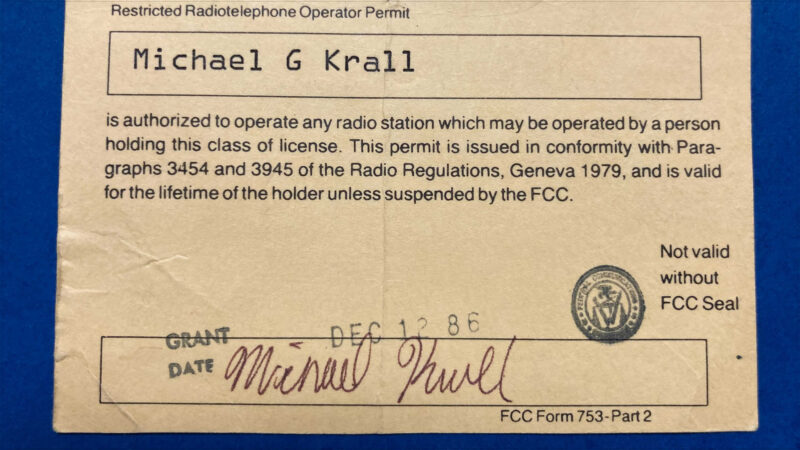 Restricted Radiotelephone Operator Permit
Michael G Krall
is authorized to operate any radio station which may be operated by a person
holding this class of license. This permit is issued in conformity with Para-
graphs 3454 and 3945 of the Radio Regulations, Geneva 1979, and is valid
for the lifetime of the holder unless suspended by the FCC.
Not valid
without
FCC Seal
FEDERAL COMMUNICATIONS
GRANT
DATE
DEC 12 86
Michael Krall
FCC Form 753-Part 2